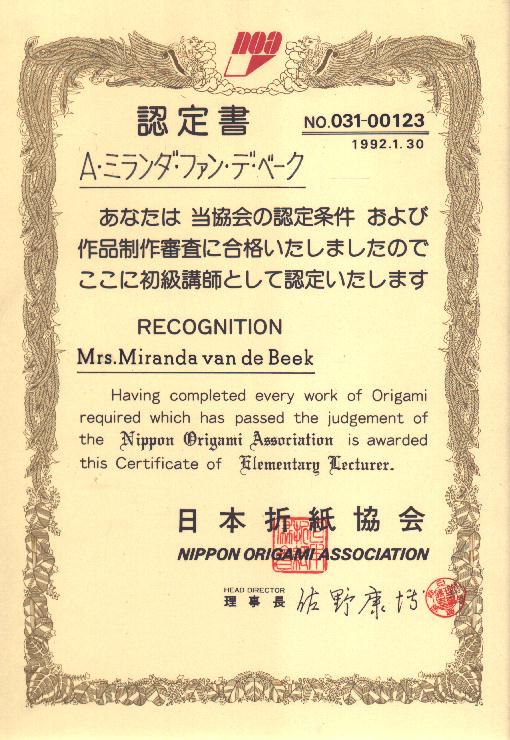 noa
認定書
NO.031-00123
1992.1.30
A・ミランダ・ファン・デ・ベーク
あなたは 当協会の認定条件 および
作品制作審査に合格いたしましたので
ここに初級講師として認定いたします
RECOGNITION
Mrs.Miranda van de Beek
Having completed every work of Origami
required which has passed the judgement of
the Nippon Origami Association is awarded
this Certificate of Elementary Lecturer.
日本折紙協会
NIPPON ORIGAMI ASSOCIATION
HEAD DIRECTOR
理事長 佐野康博